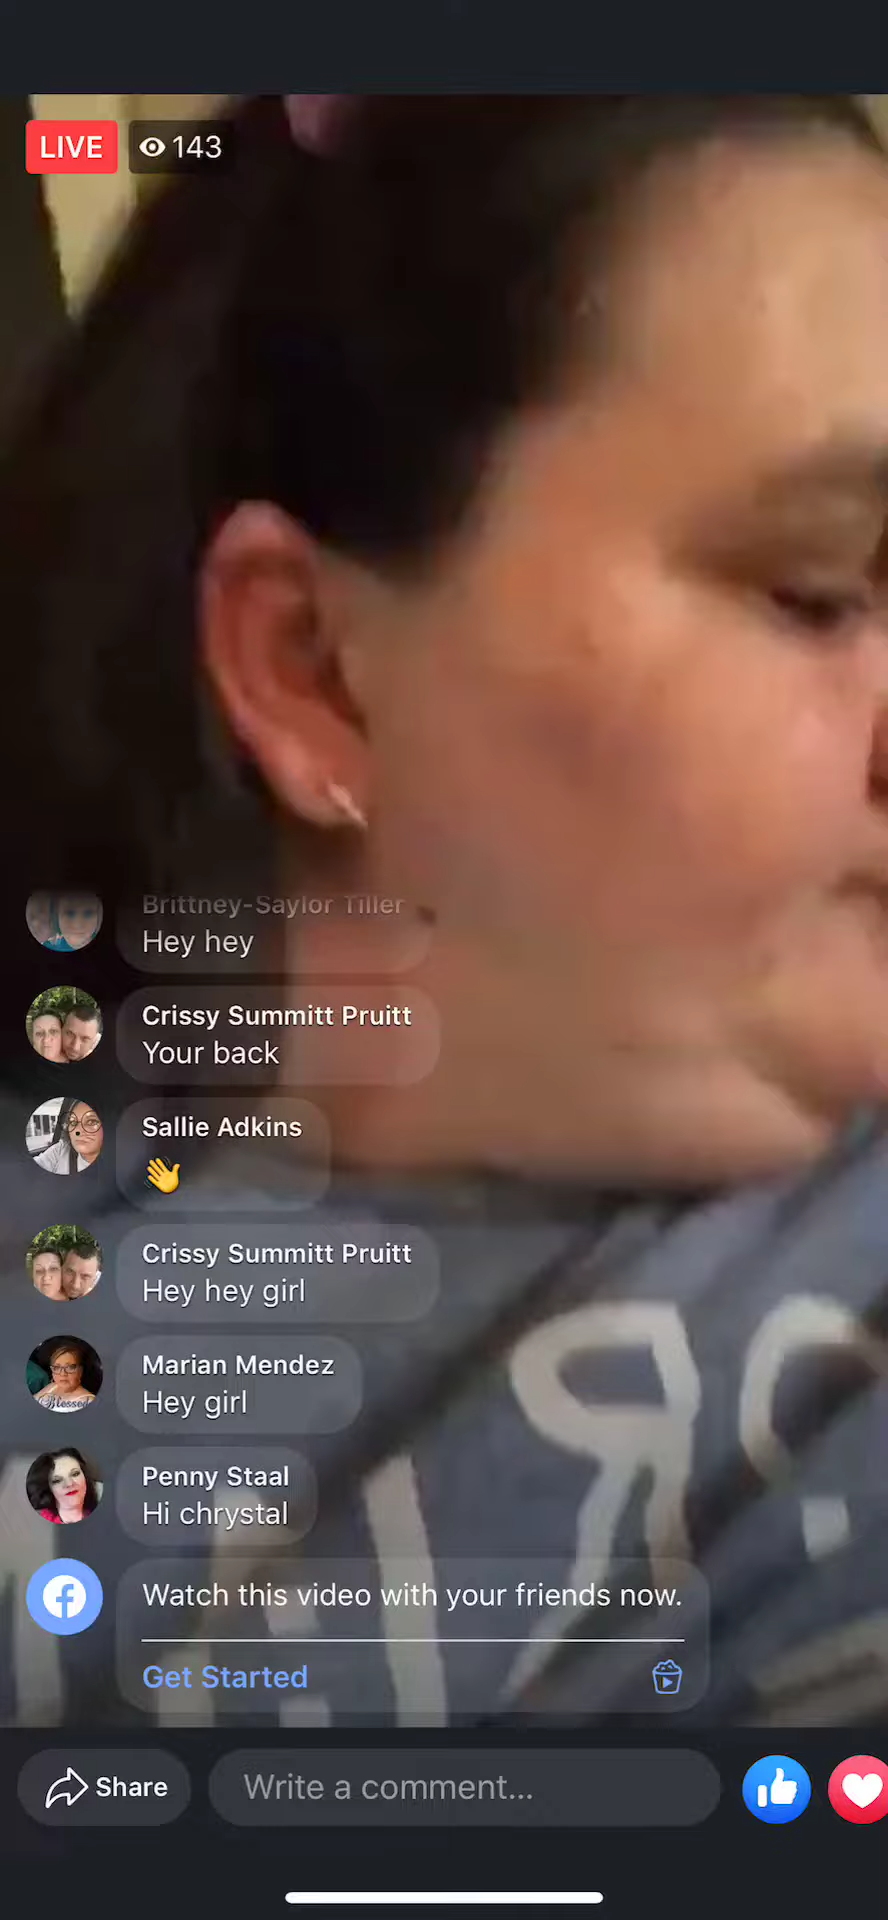 LIVE 143
Brittney-Saylor Tiller
Hey hey
Crissy Summitt Pruitt
Your back
Sallie Adkins
👋
Crissy Summitt Pruitt
Hey hey girl
Marian Mendez
Hey girl
Blessed
Penny Staal
Hi chrystal
Watch this video with your friends now.
Get Started
Share
Write a comment...